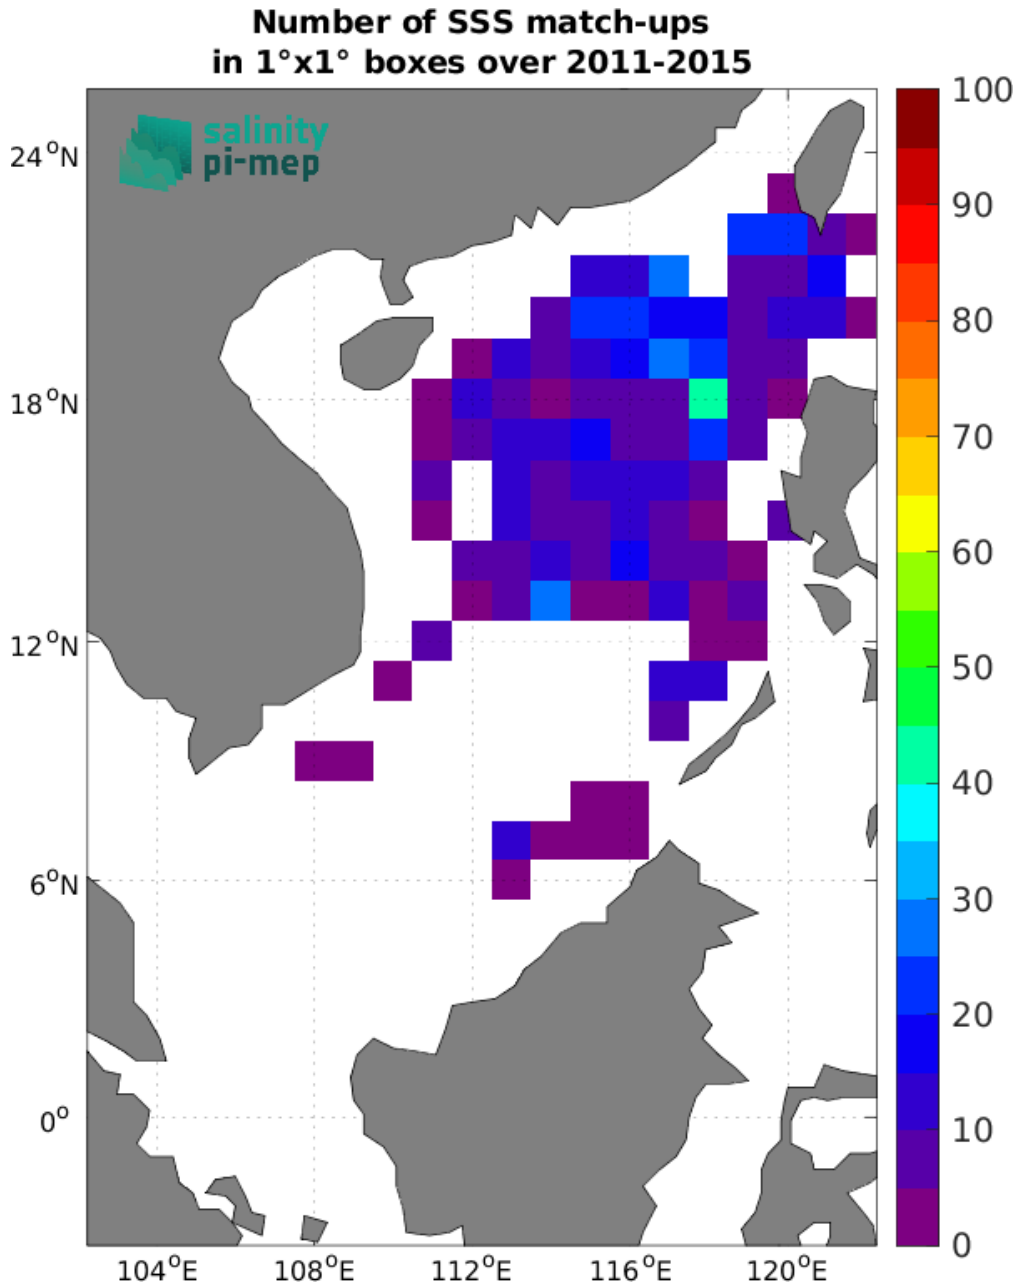 Number of SSS match-ups
in 1°x1° boxes over 2011-2015
salinity
pi-mep
24°N
18°N
12°N
6°N
0°
104°E
108°E
112°E
116°E
120°E
100
90
80
70
60
50
40
30
20
10
0